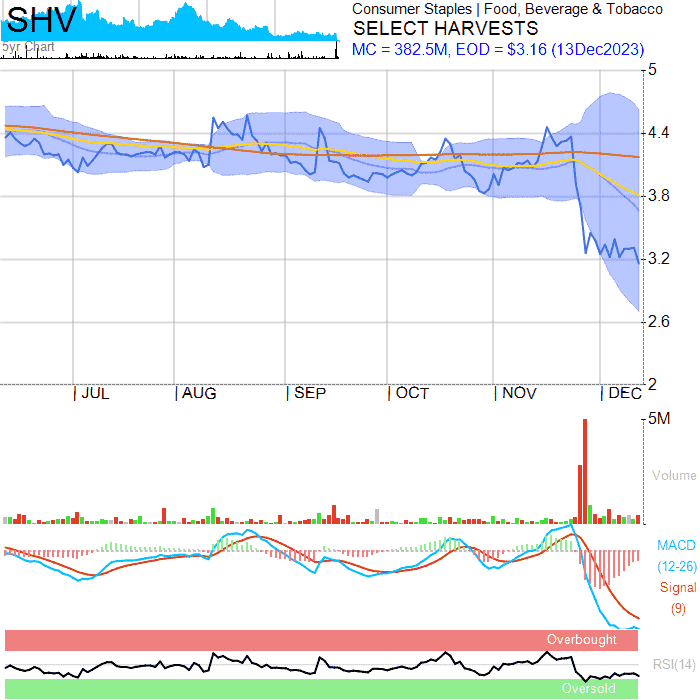 SHV
5yr Chart
Consumer Staples | Food, Beverage & Tobacco
SELECT HARVESTS
MC = 382.5M, EOD = $3.16 (13Dec2023)
5
4.4
3.8
3.2
2.6
2
| JUL | AUG | SEP | OCT | NOV | DEC
5M
Volume
MACD
(12-26)
Signal
(9)
Overbought
RSI(14)
Oversold